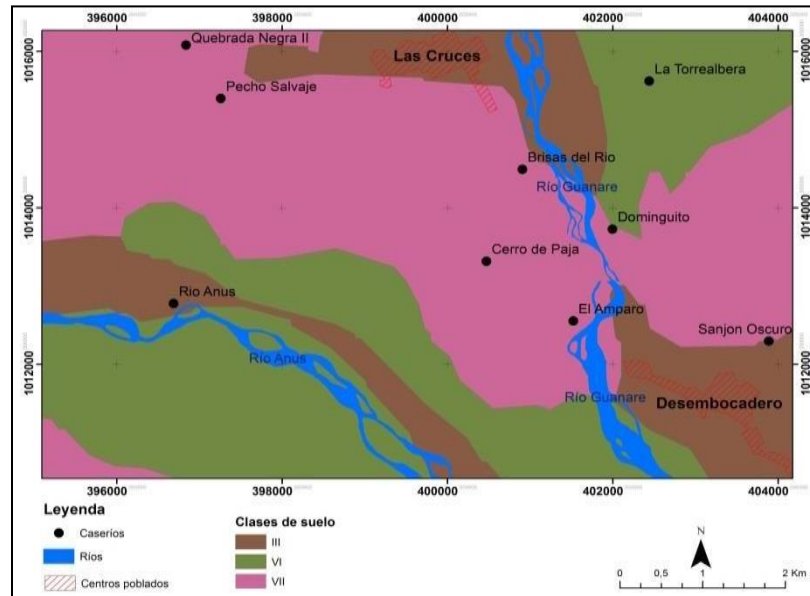 396000 398000 400000 402000 404000
1016000 1016000
Quebrada Negra II
Las Cruces
La Torrealbera
Pecho Salvaje
Brisas del Rio
Río Guanare
1014000 1014000
Dominguito
Cerro de Paja
Rio Anus
El Amparo
Sanjon Oscuro
Río Anus
1012000 1012000
Río Guanare
Desembocadero
396000 398000 400000 402000 404000
Leyenda
Caseríos
Ríos
Centros poblados
Clases de suelo
III
VI
VII
N
0 0,5 1 2 Km